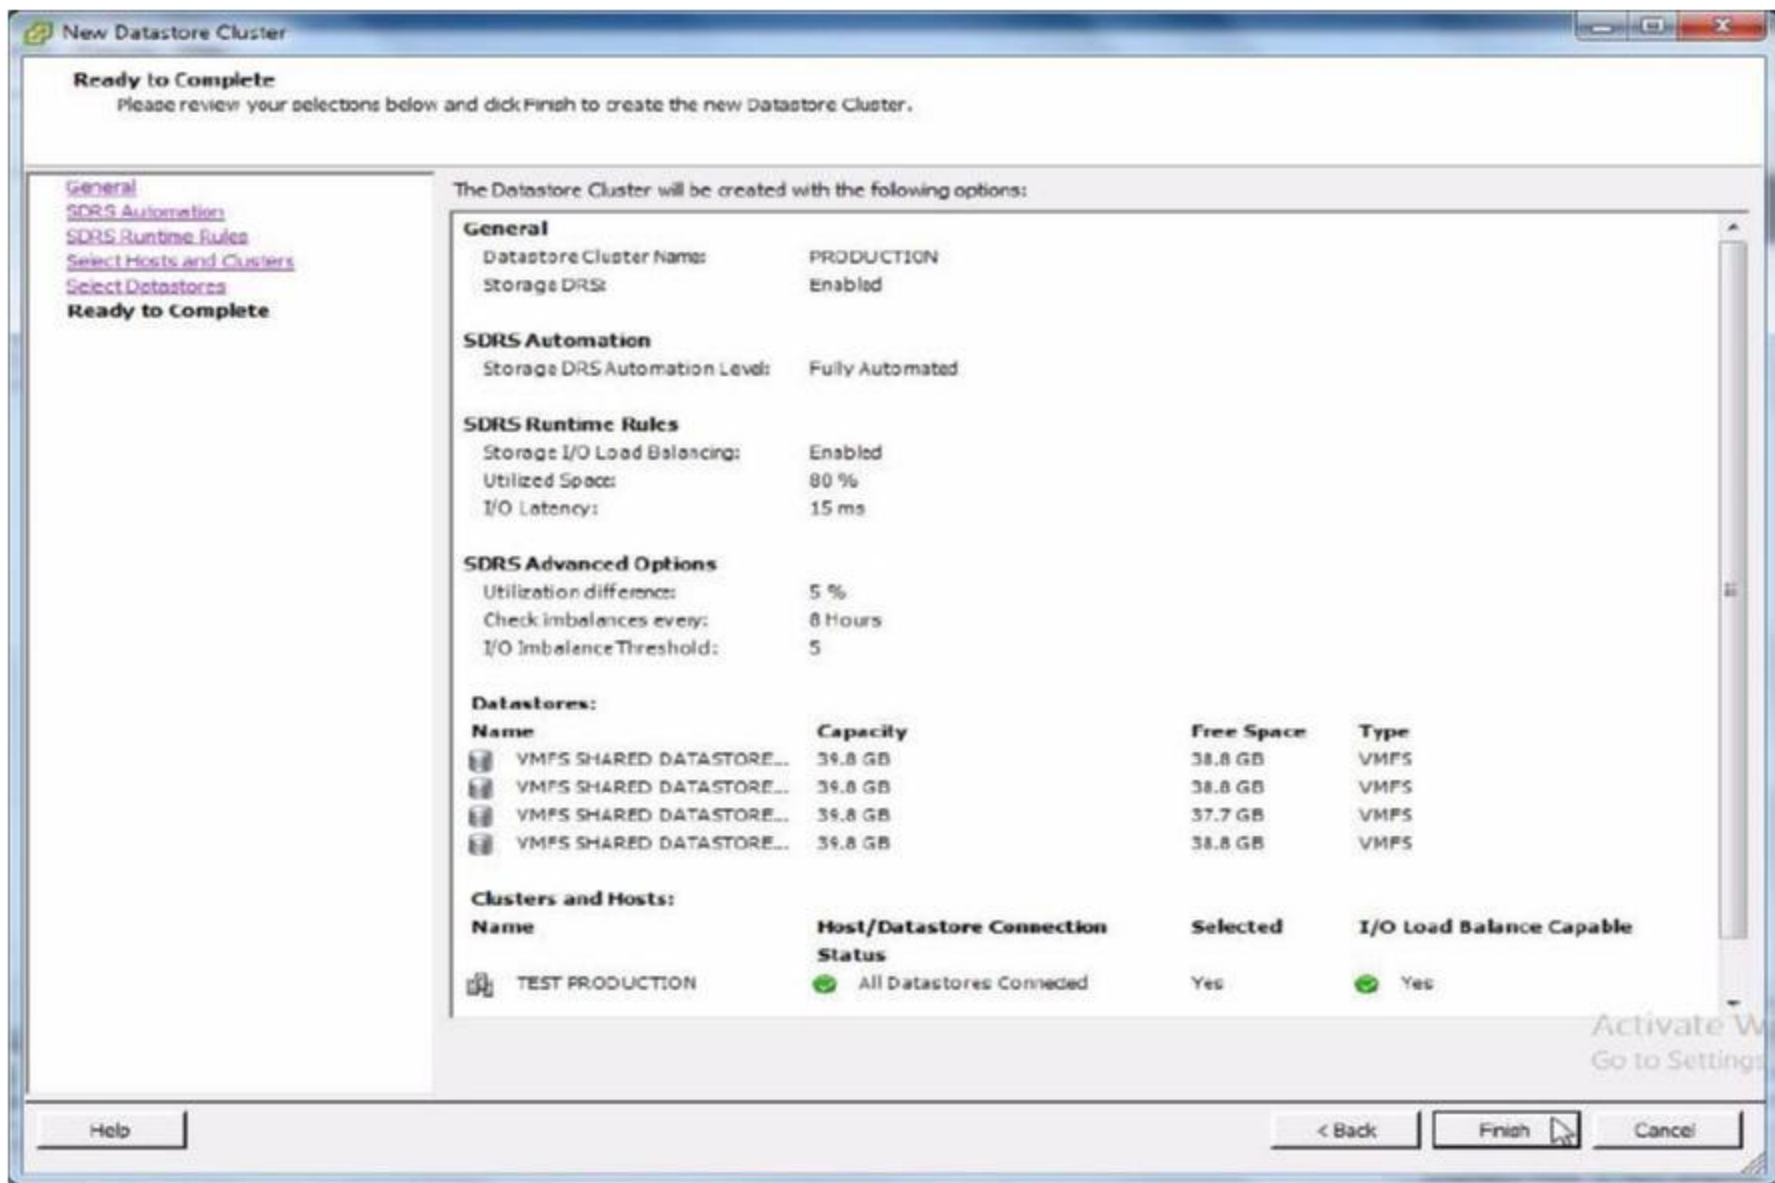 New Datastore Cluster
Ready to Complete
Please review your selections below and click Finish to create the new Datastore Cluster.
General
SDRS Automation
SDRS Runtime Rules
Select Hosts and Clusters
Select Datastores
Ready to Complete
The Datastore Cluster will be created with the following options:
General
Datastore Cluster Name: PRODUCTION
Storage DRS: Enabled
SDRS Automation
Storage DRS Automation Level: Fully Automated
SDRS Runtime Rules
Storage I/O Load Balancing: Enabled
Utilized Space: 80 %
I/O Latency: 15 ms
SDRS Advanced Options
Utilization difference: 5 %
Check imbalances every: 8 Hours
I/O Imbalance Threshold: 5
Datastores:
Name Capacity Free Space Type
VMFS SHARED DATASTORE... 39.8 GB 38.8 GB VMFS
VMFS SHARED DATASTORE... 39.8 GB 38.8 GB VMFS
VMFS SHARED DATASTORE... 39.8 GB 37.7 GB VMFS
VMFS SHARED DATASTORE... 39.8 GB 38.8 GB VMFS
Clusters and Hosts:
Name Host/Datastore Connection Status Selected I/O Load Balance Capable
TEST PRODUCTION All Datastores Connected Yes Yes
Activate W
Go to Settings
Help < Back Finish Cancel